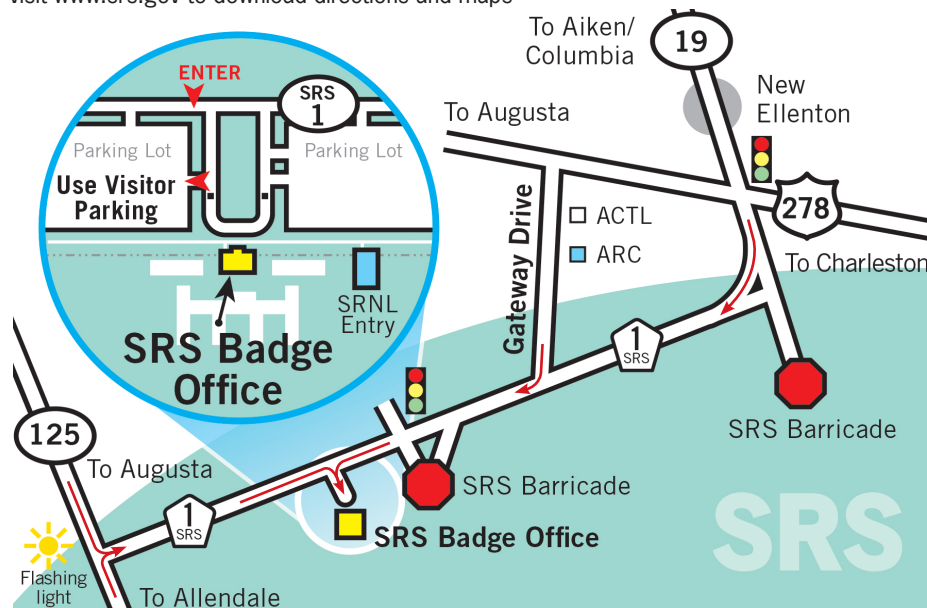 visit www.srs.gov to download directions and maps
To Aiken/
Columbia
19
New
Ellenton
To Augusta
278
To Charleston
Gateway Drive
ACTL
ARC
ENTER
SRS
1
Parking Lot
Parking Lot
Use Visitor
Parking
SRNL
Entry
SRS Badge
Office
1
SRS
SRS Barricade
125
To Augusta
SRS Barricade
1
SRS
SRS Badge Office
SRS
Flashing
light
To Allendale